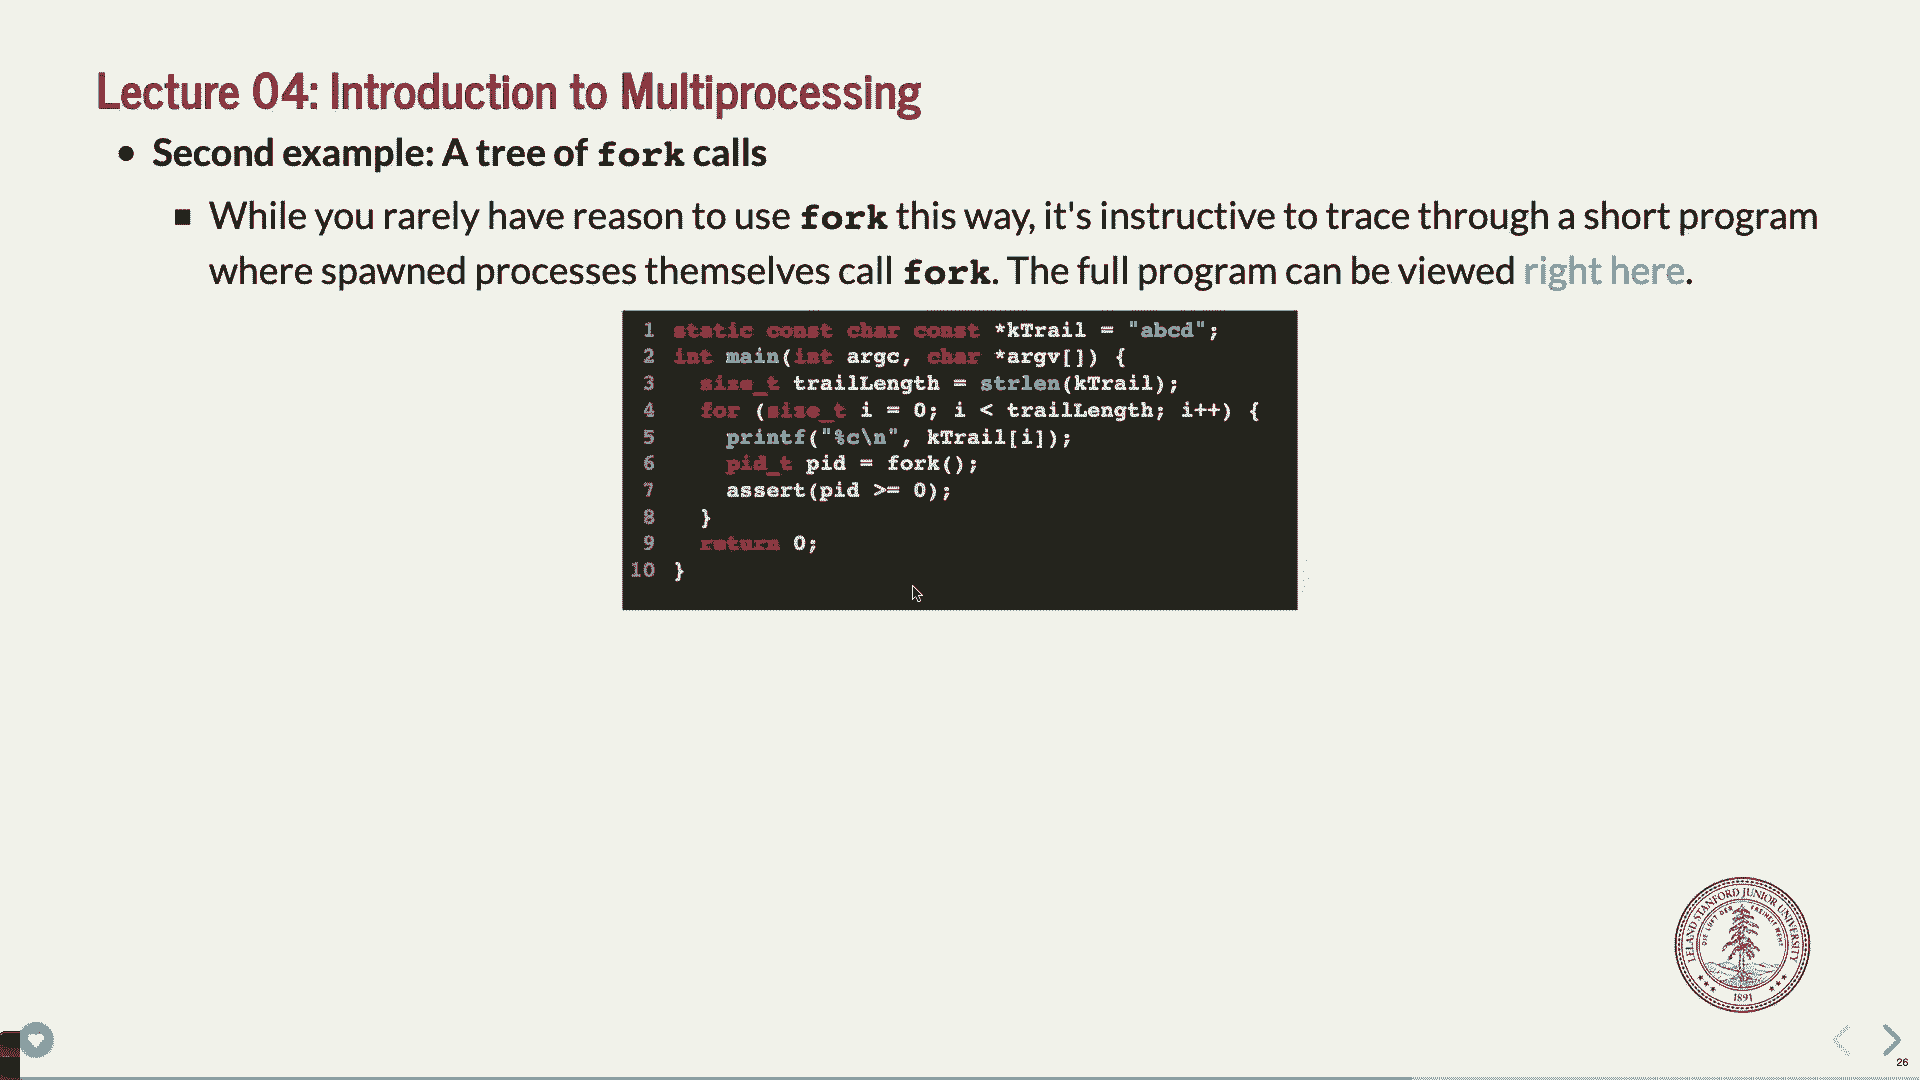 Lecture 04: Introduction to Multiprocessing
• Second example: A tree of fork calls
▪ While you rarely have reason to use fork this way, it's instructive to trace through a short program
where spawned processes themselves call fork. The full program can be viewed right here.
1 static const char const *kTrail = "abcd";
2 int main(int argc, char *argv[]) {
3   size_t trailLength = strlen(kTrail);
4   for (size_t i = 0; i < trailLength; i++) {
5     printf("%c\n", kTrail[i]);
6     pid_t pid = fork();
7     assert(pid >= 0);
8   }
9   return 0;
10 }
LELAND STANFORD JUNIOR UNIVERSITY
DIE LUFT DER FREIHEIT WEHT
1891
26